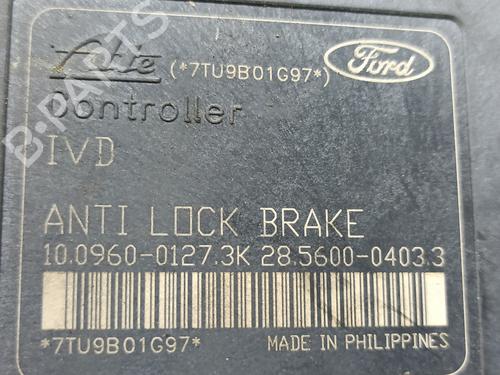 Ate (*7TU9B01G97*) Ford
Controller
IVD
ANTI LOCK BRAKE
10.0960-0127.3K 28.5600-0403.3
*7TU9B01G97* MADE IN PHILIPPINES
B-PARTS